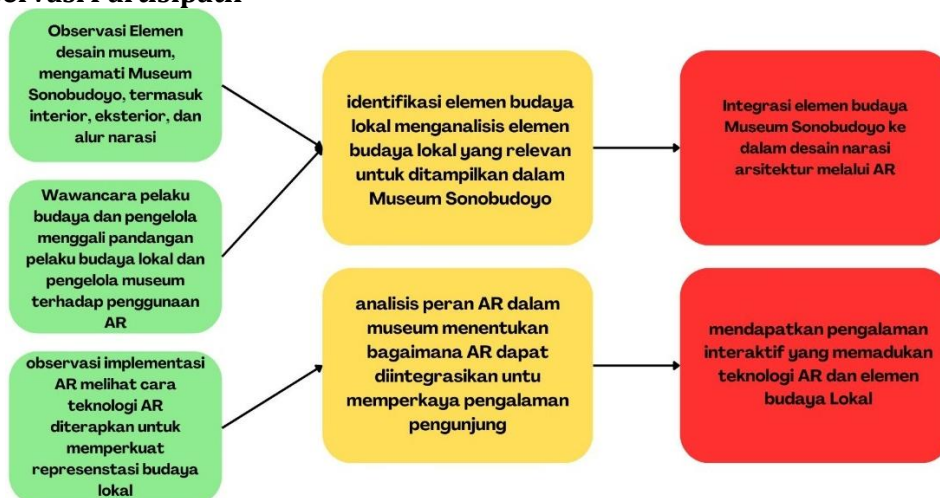 Observasi Elemen
desain museum,
mengamati Museum
Sonobudoyo, termasuk
interior, eksterior, dan
alur narasi
Wawancara pelaku
budaya dan pengelola
menggali pandangan
pelaku budaya lokal dan
pengelola museum
terhadap penggunaan
AR
observasi implementasi
AR melihat cara
teknologi AR
diterapkan untuk
memperkuat
represenstasi budaya
lokal
identifikasi elemen budaya
lokal menganalisis elemen
budaya lokal yang relevan
untuk ditampilkan dalam
Museum Sonobudoyo
analisis peran AR dalam
museum menentukan
bagaimana AR dapat
diintegrasikan untu
memperkaya pengalaman
pengunjung
Integrasi elemen budaya
Museum Sonobudoyo ke
dalam desain narasi
arsitektur melalui AR
mendapatkan pengalaman
interaktif yang memadukan
teknologi AR dan elemen
budaya Lokal